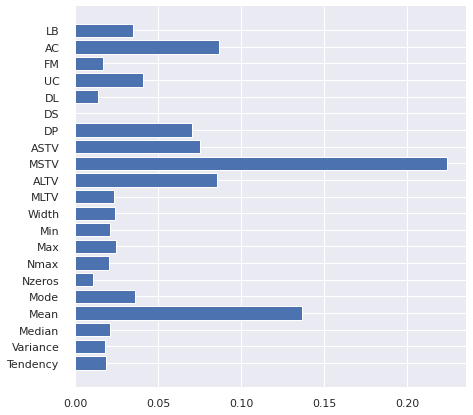 LB
AC
FM
UC
DL
DS
DP
ASTV
MSTV
ALTV
MLTV
Width
Min
Max
Nmax
Nzeros
Mode
Mean
Median
Variance
Tendency
0.00 0.05 0.10 0.15 0.20